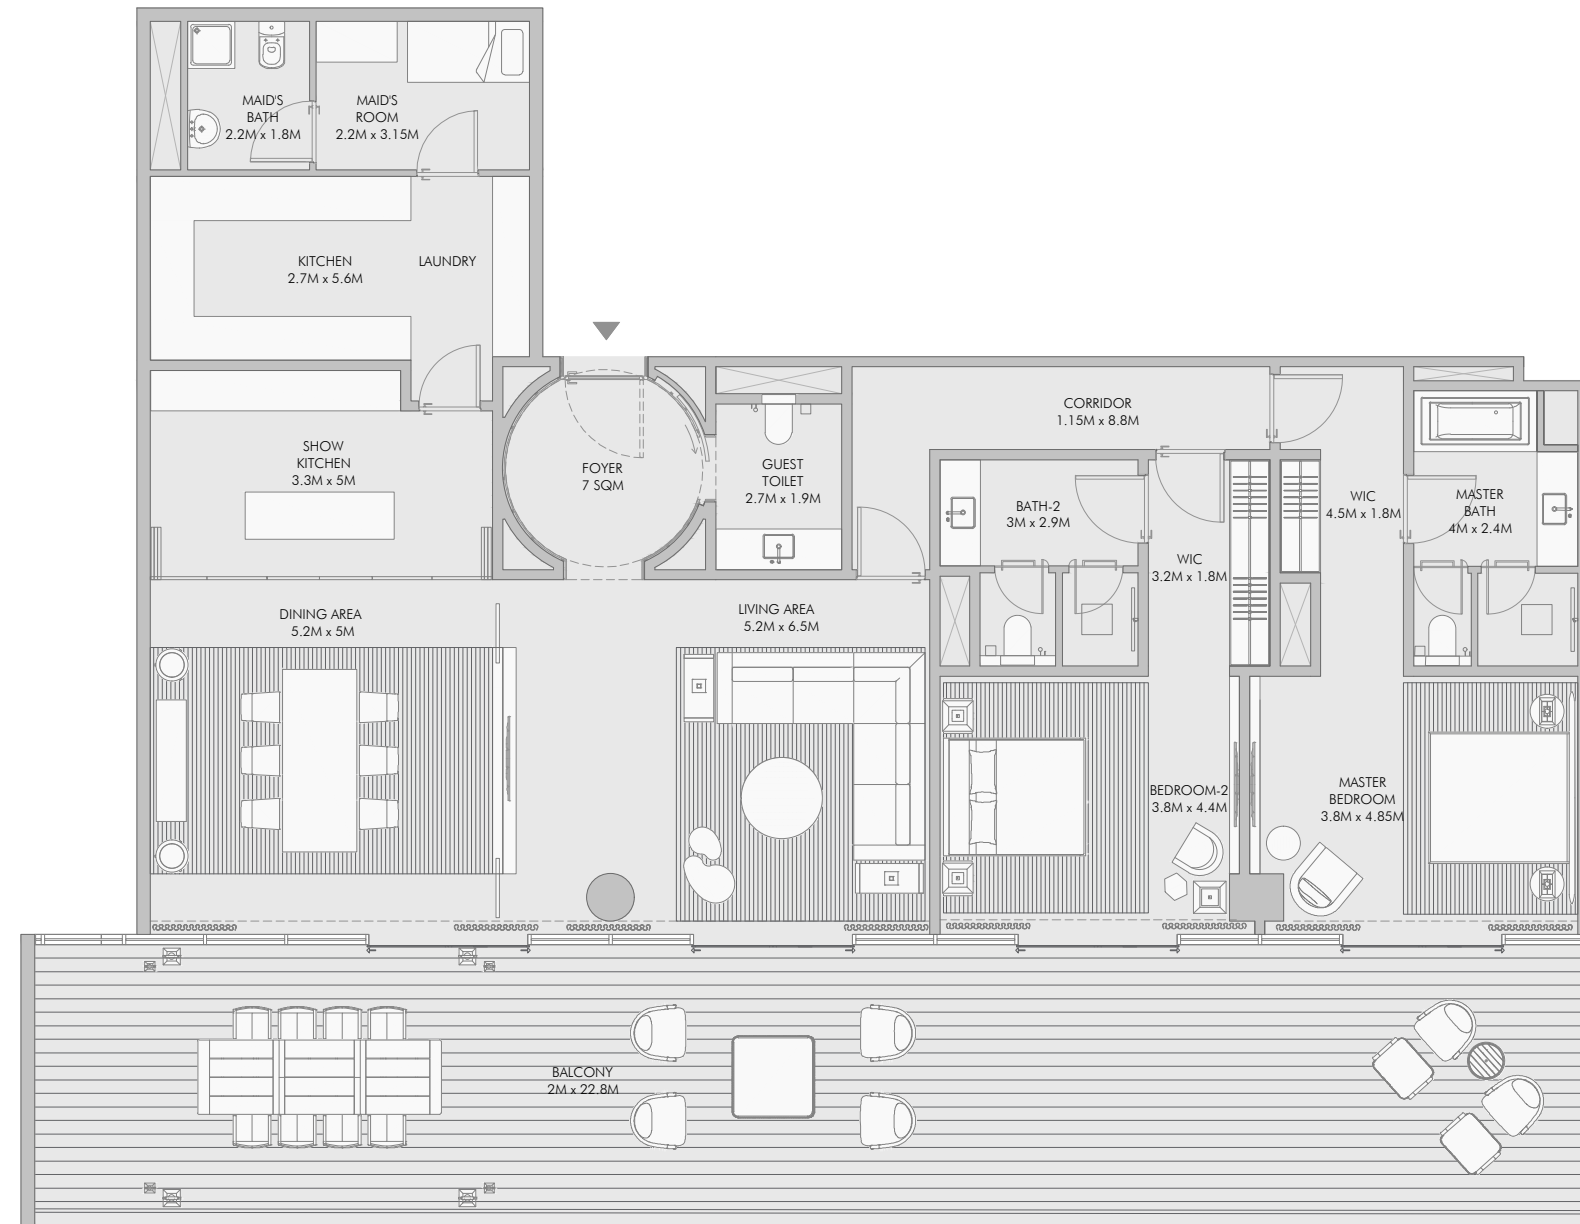 MAID'S
BATH
2.2M x 1.8M
MAID'S
ROOM
2.2M x 3.15M
KITCHEN
2.7M x 5.6M
LAUNDRY
SHOW
KITCHEN
3.3M x 5M
FOYER
7 SQM
GUEST
TOILET
2.7M x 1.9M
CORRIDOR
1.15M x 8.8M
BATH-2
3M x 2.9M
WIC
3.2M x 1.8M
WIC
4.5M x 1.8M
MASTER
BATH
4M x 2.4M
DINING AREA
5.2M x 5M
LIVING AREA
5.2M x 6.5M
BEDROOM-2
3.8M x 4.4M
MASTER
BEDROOM
3.8M x 4.85M
BALCONY
2M x 22.8M